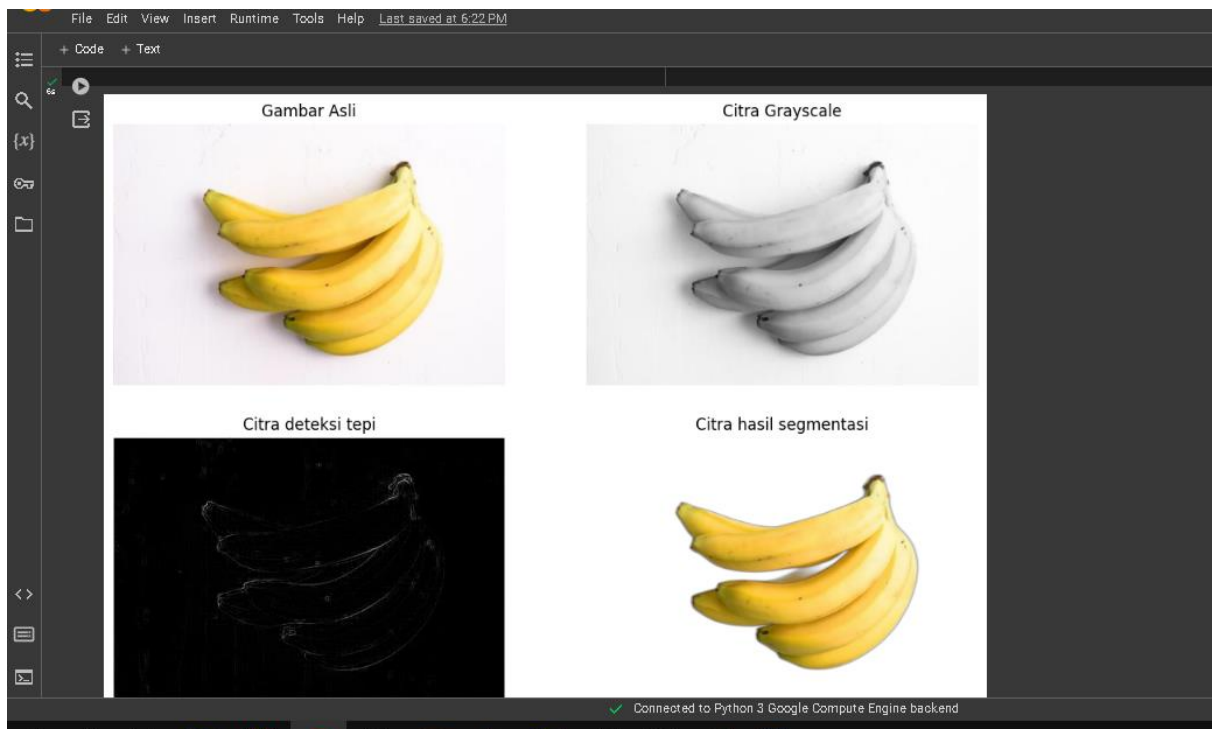 File Edit View Insert Runtime Tools Help Last saved at 6:22 PM
+ Code + Text
6s
{x}
Gambar Asli
Citra Grayscale
Citra deteksi tepi
Citra hasil segmentasi
Connected to Python 3 Google Compute Engine backend